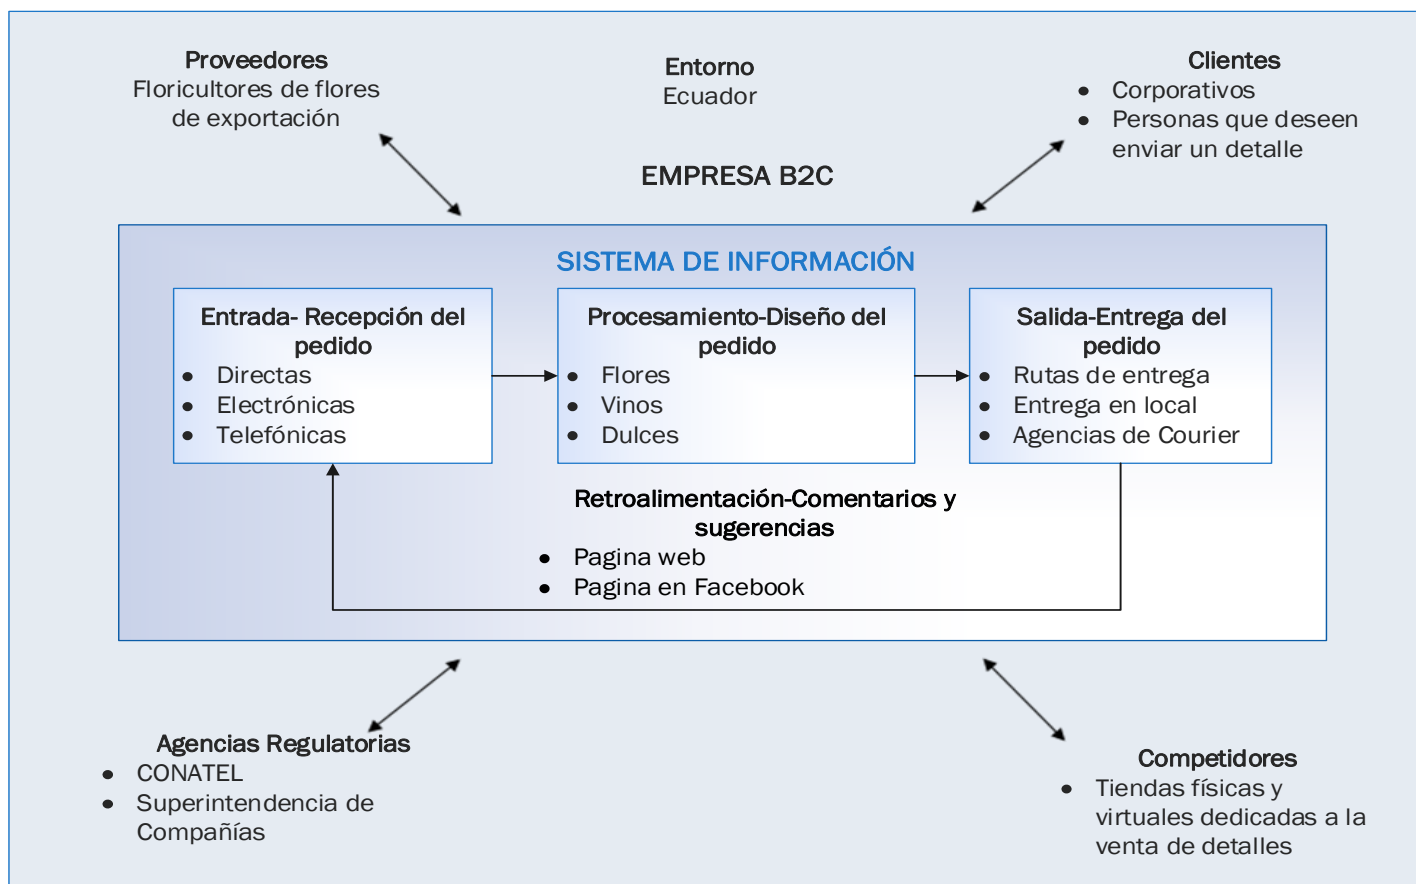 Proveedores
Floricultores de flores
de exportación
Entorno
Ecuador
Clientes
● Corporativos
● Personas que deseen
enviar un detalle
EMPRESA B2C
SISTEMA DE INFORMACIÓN
Entrada- Recepción del
pedido
● Directas
● Electrónicas
● Telefónicas
Procesamiento-Diseño del
pedido
● Flores
● Vinos
● Dulces
Salida-Entrega del
pedido
● Rutas de entrega
● Entrega en local
● Agencias de Courier
Retroalimentación-Comentarios y
sugerencias
● Pagina web
● Pagina en Facebook
Agencias Regulatorias
● CONATEL
● Superintendencia de
Compañías
Competidores
● Tiendas físicas y
virtuales dedicadas a la
venta de detalles